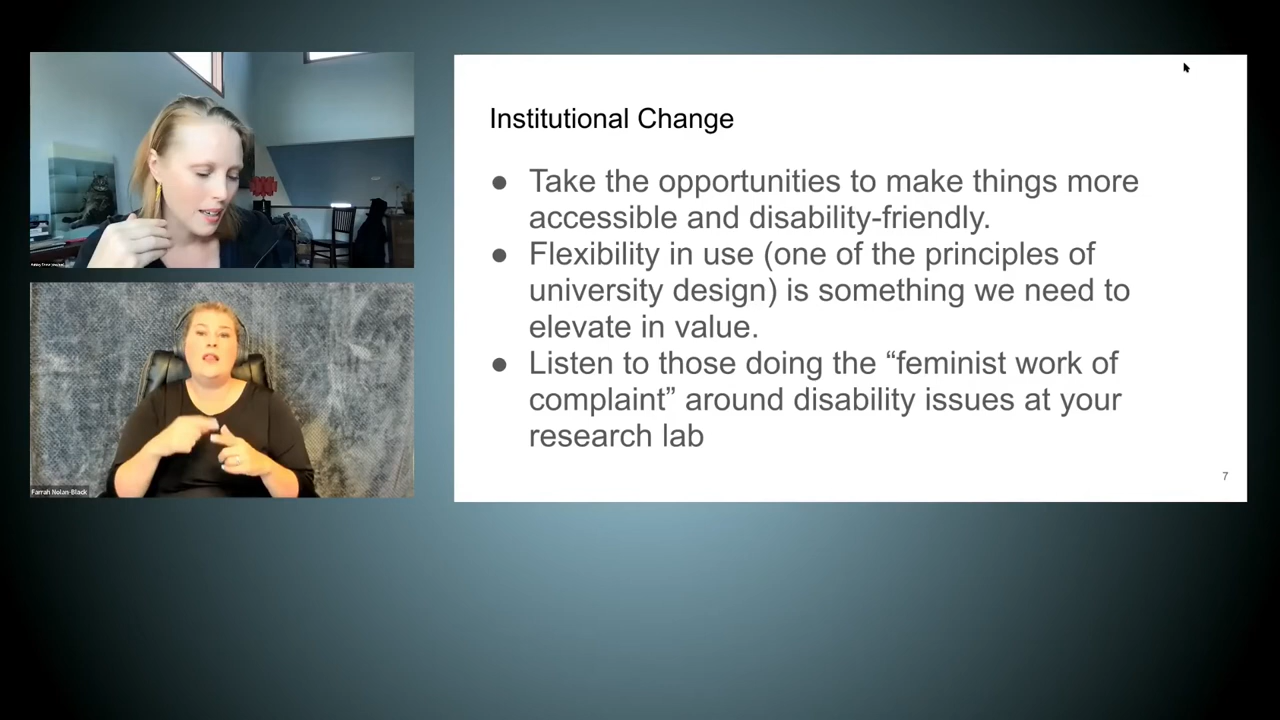 Institutional Change
● Take the opportunities to make things more
accessible and disability-friendly.
● Flexibility in use (one of the principles of
university design) is something we need to
elevate in value.
● Listen to those doing the “feminist work of
complaint” around disability issues at your
research lab
7
Farrah Nolan-Black